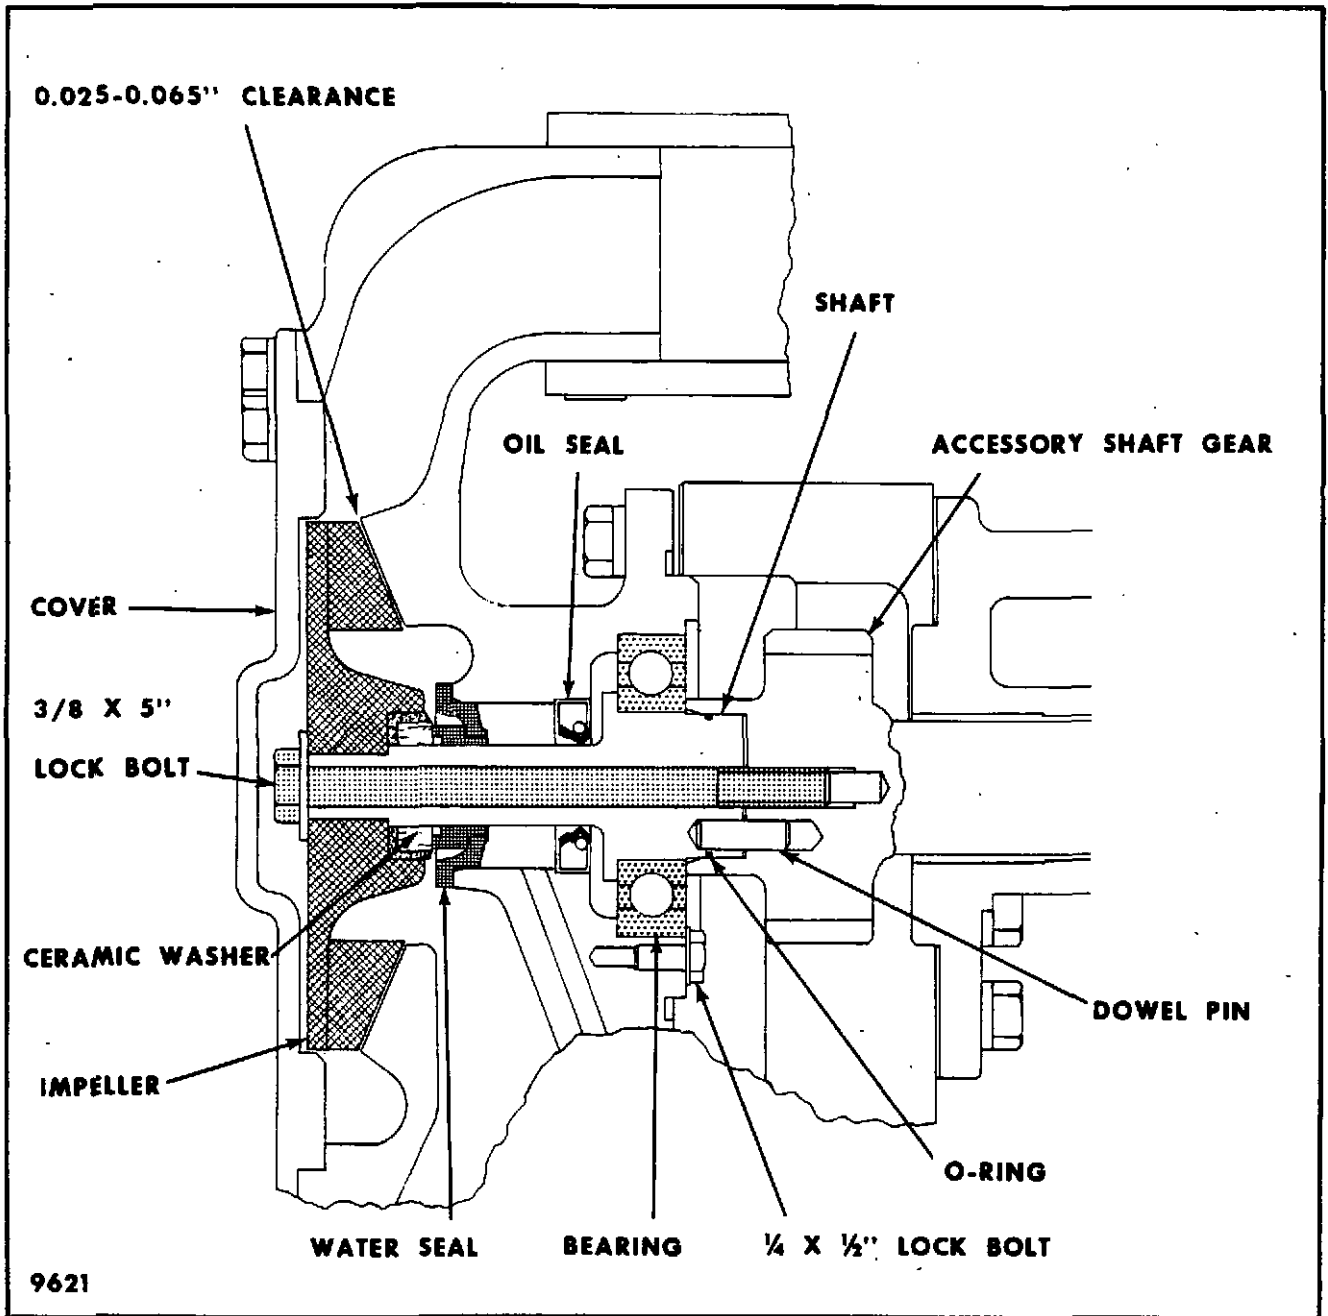 0.025-0.065" CLEARANCE
SHAFT
OIL SEAL
ACCESSORY SHAFT GEAR
COVER
3/8 X 5"
LOCK BOLT
CERAMIC WASHER
DOWEL PIN
IMPELLER
O-RING
WATER SEAL
BEARING
¼ X ½" LOCK BOLT
9621